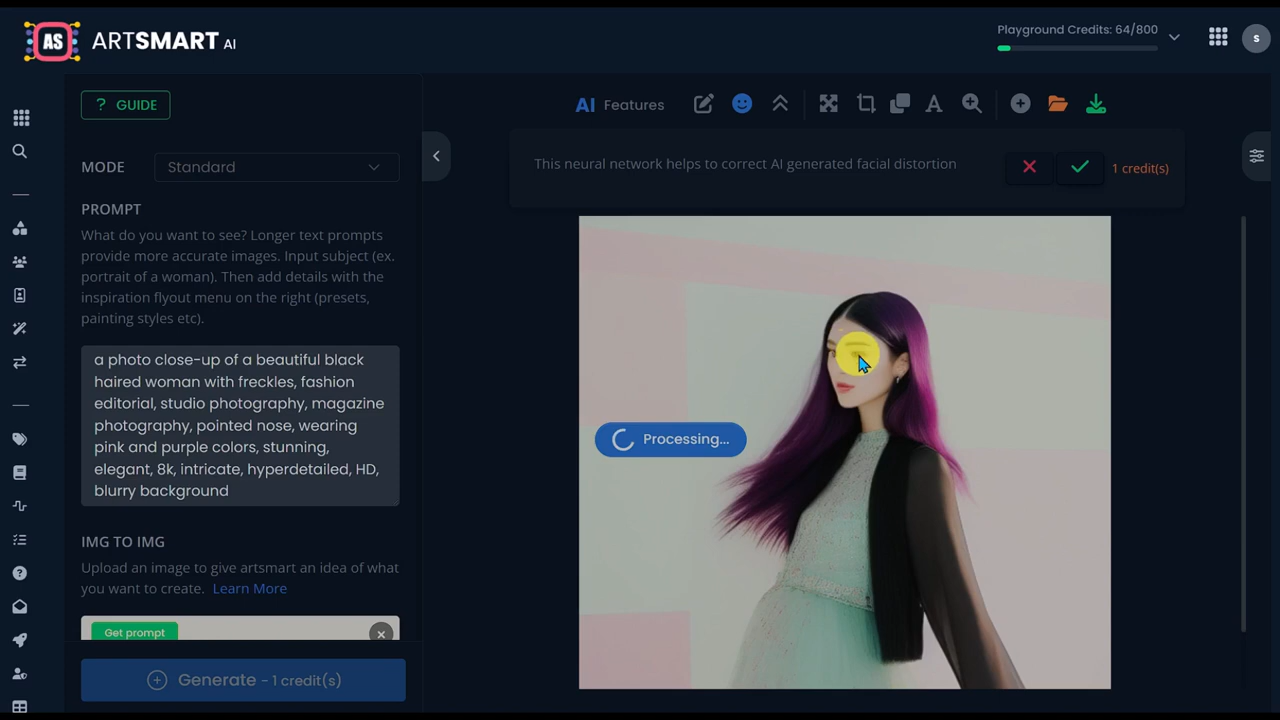 AS ARTSMART AI
Playground Credits: 64/800
S
? GUIDE
AI Features
MODE Standard
This neural network helps to correct AI generated facial distortion
1 credit(s)
PROMPT
What do you want to see? Longer text prompts
provide more accurate images. Input subject (ex.
portrait of a woman). Then add details with the
inspiration flyout menu on the right (presets,
painting styles etc).
a photo close-up of a beautiful black
haired woman with freckles, fashion
editorial, studio photography, magazine
photography, pointed nose, wearing
pink and purple colors, stunning,
elegant, 8k, intricate, hyperdetailed, HD,
blurry background
Processing...
IMG TO IMG
Upload an image to give artsmart an idea of what
you want to create. Learn More
Get prompt
Generate - 1 credit(s)